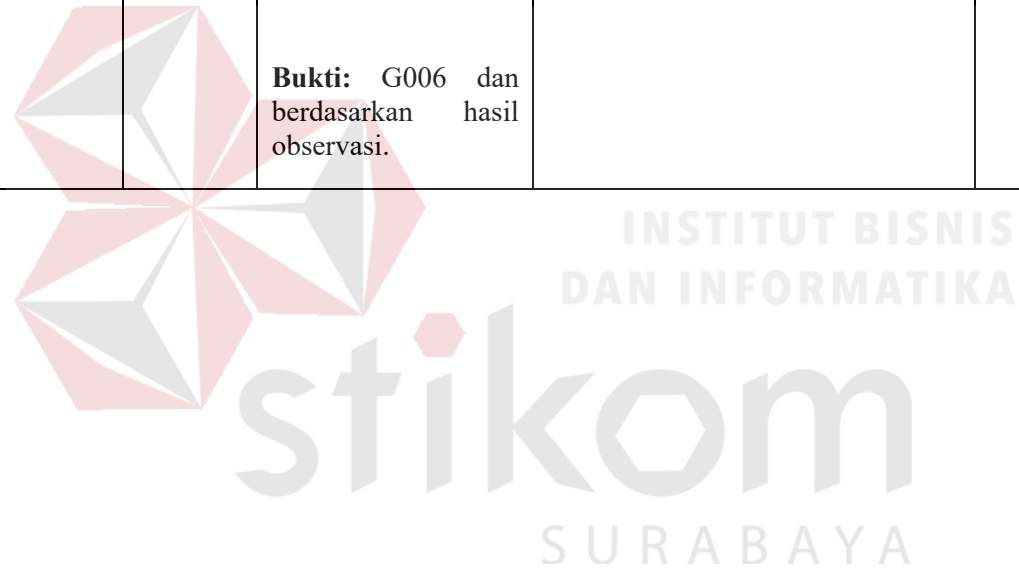 Bukti: G006 dan
berdasarkan hasil
observasi.
INSTITUT BISNIS
DAN INFORMATIKA
stikom
SURABAYA